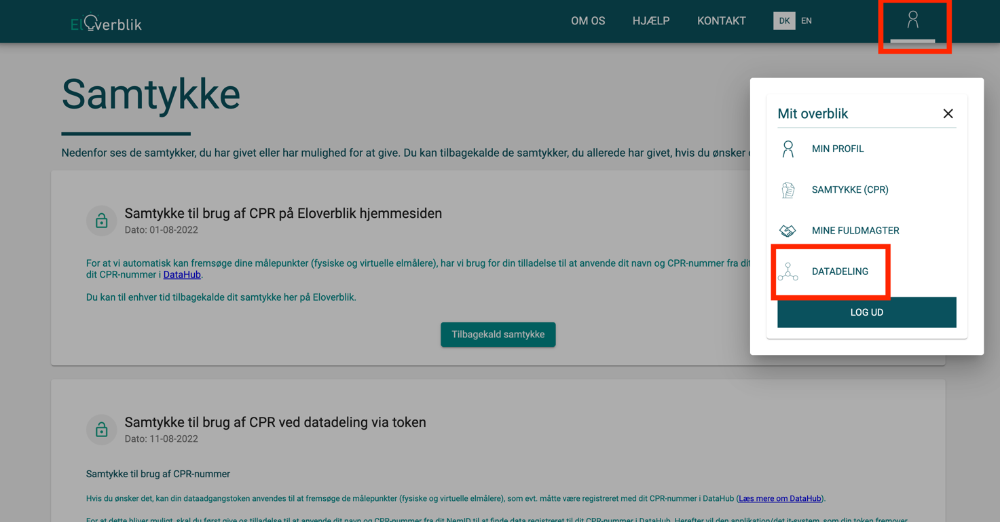 ElOverblik
OM OS
HJÆLP
KONTAKT
DK
EN
Samtykke
Nedenfor ses de samtykker, du har givet eller har mulighed for at give. Du kan tilbagekalde de samtykker, du allerede har givet, hvis du ønsker
Samtykke til brug af CPR på Eloverblik hjemmesiden
Dato: 01-08-2022
For at vi automatisk kan fremsøge dine målepunkter (fysiske og virtuelle elmålere), har vi brug for din tilladelse til at anvende dit navn og CPR-nummer fra dit
dit CPR-nummer i DataHub.
Du kan til enhver tid tilbagekalde dit samtykke her på Eloverblik.
Tilbagekald samtykke
Samtykke til brug af CPR ved datadeling via token
Dato: 11-08-2022
Samtykke til brug af CPR-nummer
Hvis du ønsker det, kan din dataadgangstoken anvendes til at fremsøge de målepunkter (fysiske og virtuelle elmålere), som evt. måtte være registreret med dit CPR-nummer i DataHub (Læs mere om DataHub).
For at dette bliver muligt, skal du først give os tilladelse til at anvende dit navn og CPR-nummer fra dit NemID til at finde data registreret til dit CPR-nummer i DataHub. Herefter vil den applikation/det it-system, som din token fremover
Mit overblik
MIN PROFIL
SAMTYKKE (CPR)
MINE FULDMAGTER
DATADELING
LOG UD